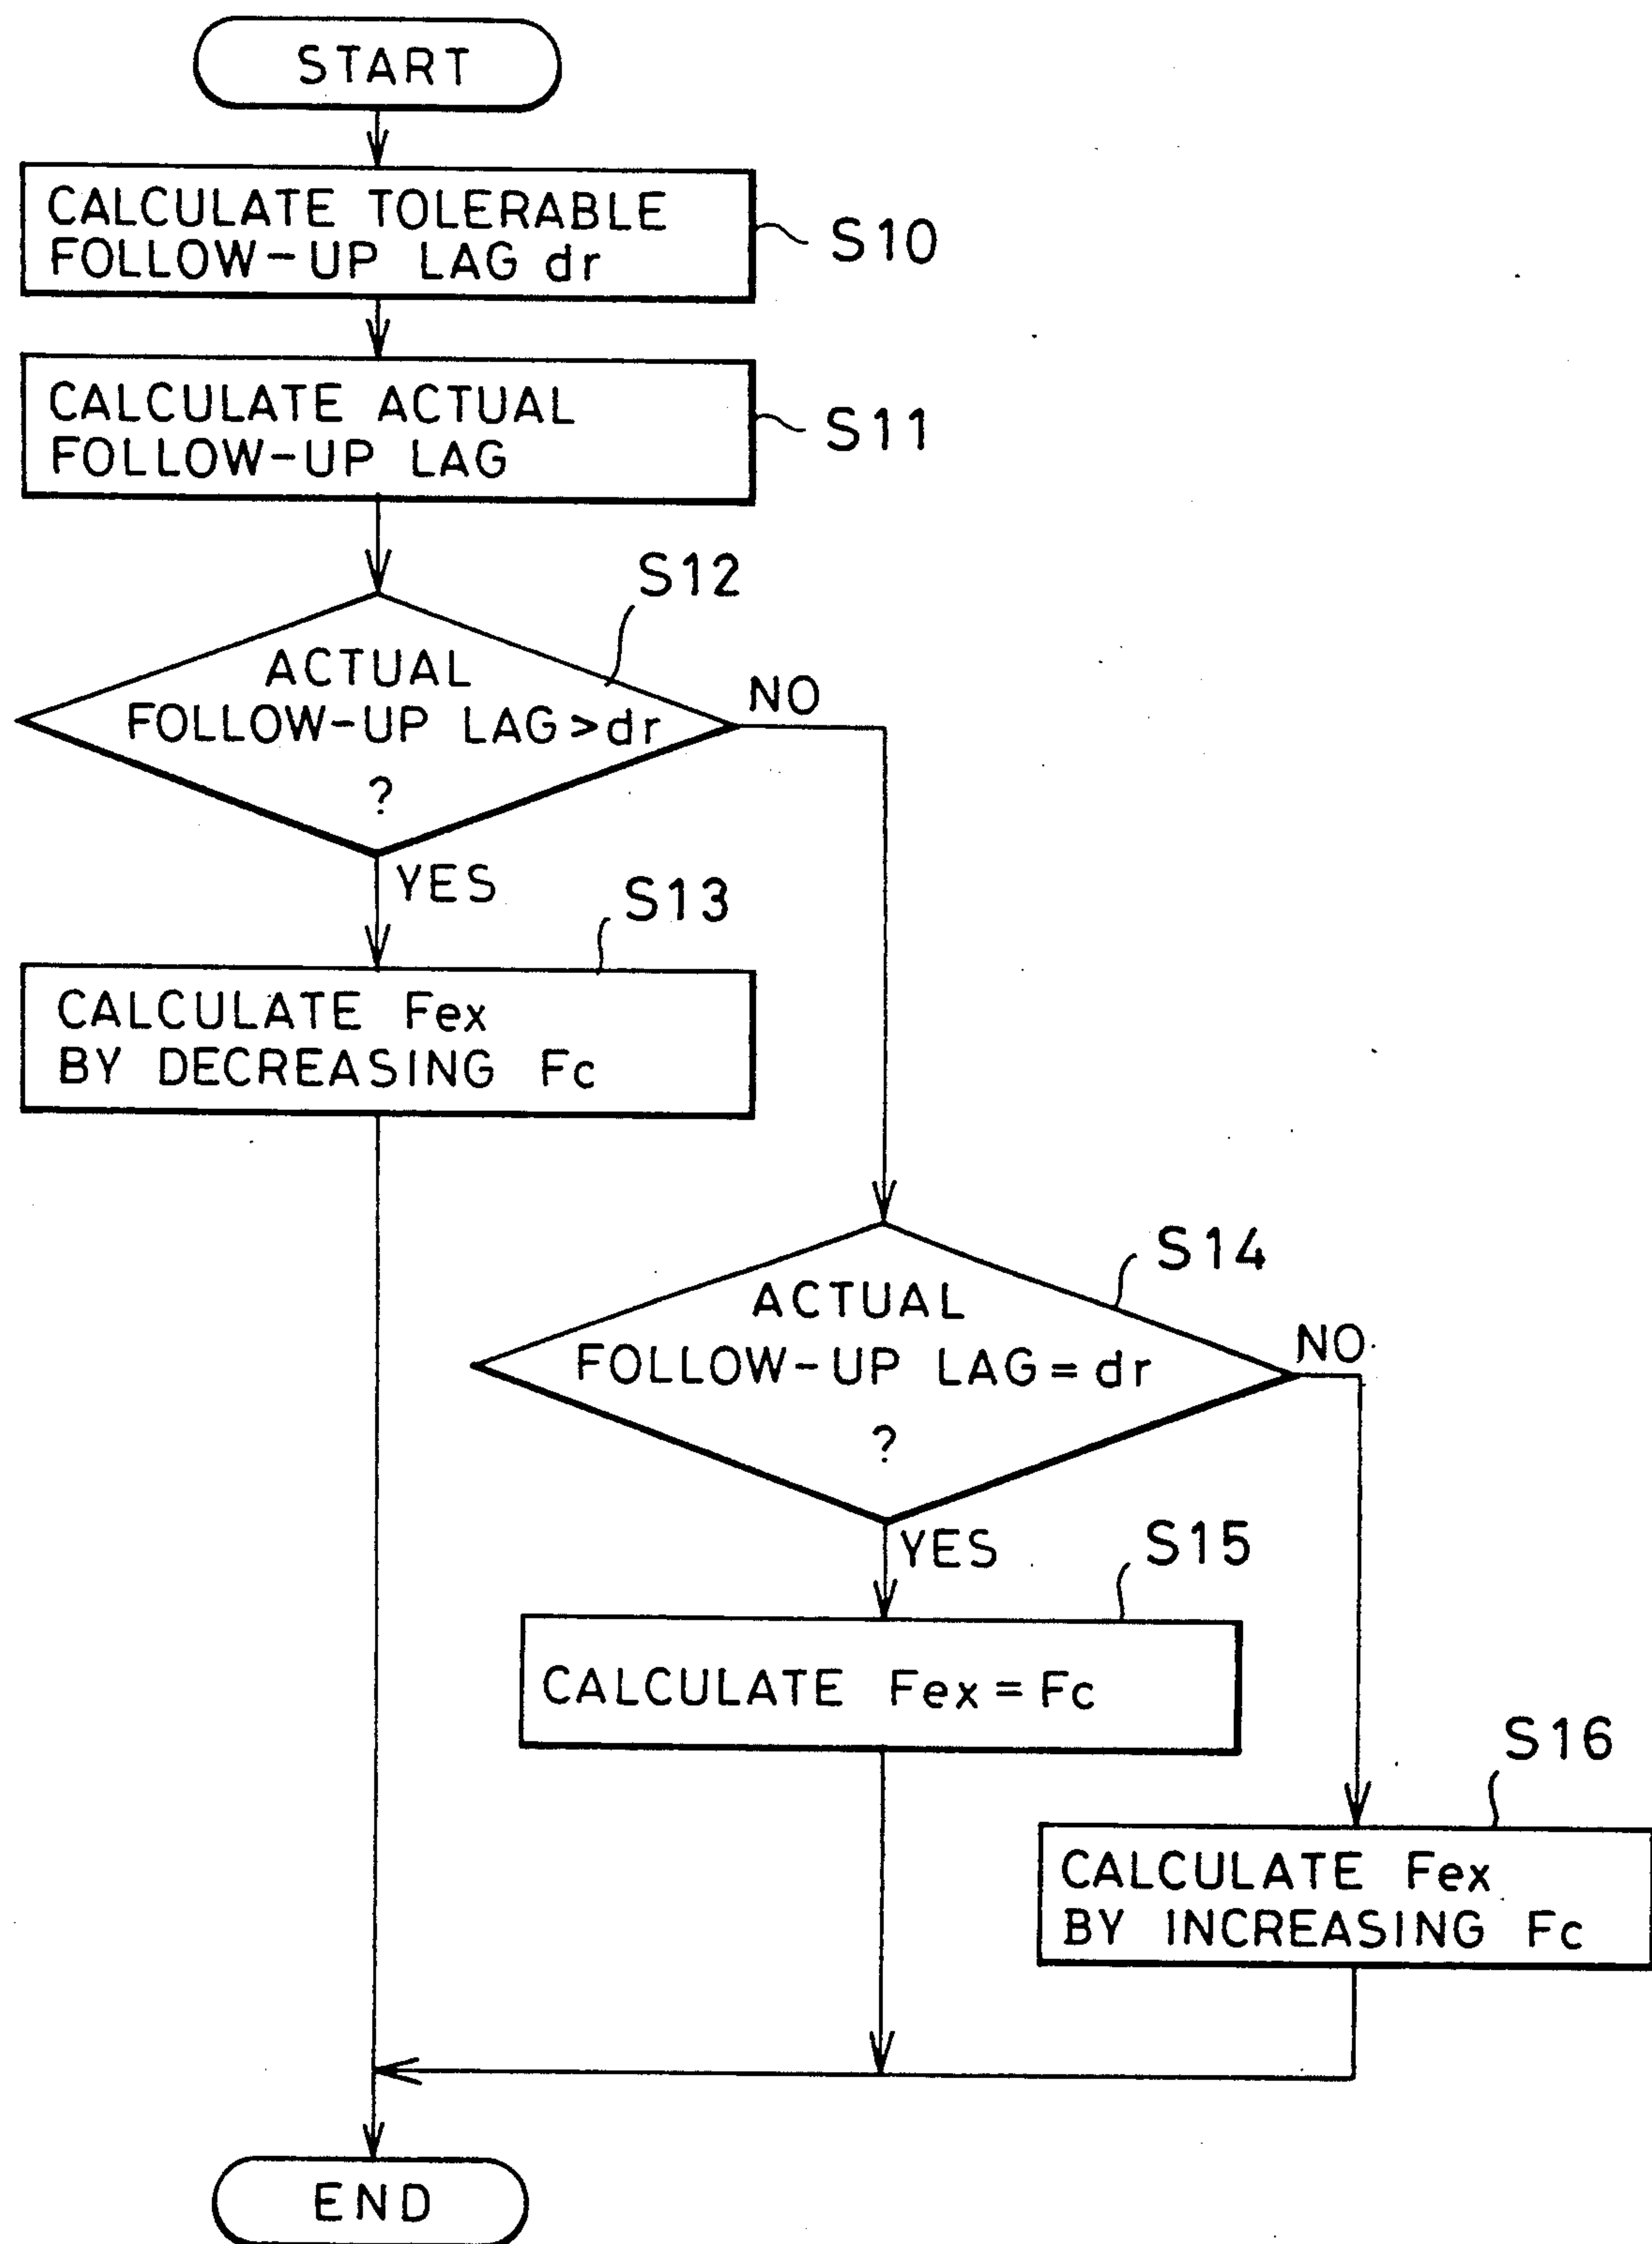 START
CALCULATE TOLERABLE
FOLLOW-UP LAG dr
S10
CALCULATE ACTUAL
FOLLOW-UP LAG
S11
S12
ACTUAL
FOLLOW-UP LAG>dr
?
NO
YES
S13
CALCULATE Fex
BY DECREASING Fc
S14
ACTUAL
FOLLOW-UP LAG=dr
?
NO
YES
S15
CALCULATE Fex=Fc
S16
CALCULATE Fex
BY INCREASING Fc
END